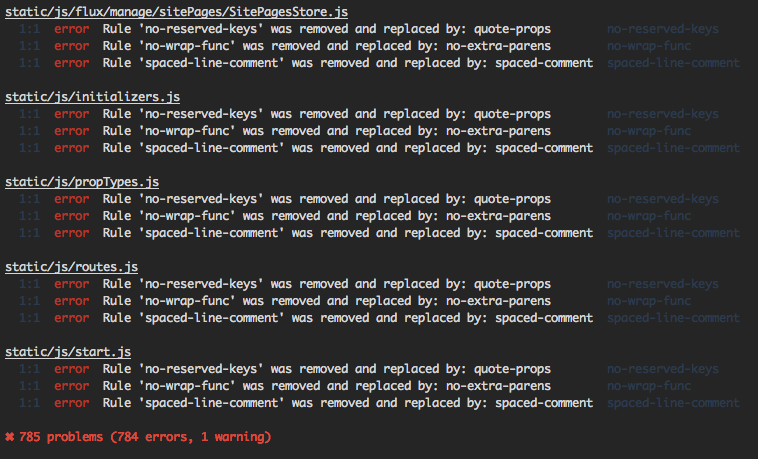 static/js/flux/manage/sitePages/SitePagesStore.js
1:1 error Rule 'no-reserved-keys' was removed and replaced by: quote-props no-reserved-keys
1:1 error Rule 'no-wrap-func' was removed and replaced by: no-extra-parens no-wrap-func
1:1 error Rule 'spaced-line-comment' was removed and replaced by: spaced-comment spaced-line-comment
static/js/initializers.js
1:1 error Rule 'no-reserved-keys' was removed and replaced by: quote-props no-reserved-keys
1:1 error Rule 'no-wrap-func' was removed and replaced by: no-extra-parens no-wrap-func
1:1 error Rule 'spaced-line-comment' was removed and replaced by: spaced-comment spaced-line-comment
static/js/propTypes.js
1:1 error Rule 'no-reserved-keys' was removed and replaced by: quote-props no-reserved-keys
1:1 error Rule 'no-wrap-func' was removed and replaced by: no-extra-parens no-wrap-func
1:1 error Rule 'spaced-line-comment' was removed and replaced by: spaced-comment spaced-line-comment
static/js/routes.js
1:1 error Rule 'no-reserved-keys' was removed and replaced by: quote-props no-reserved-keys
1:1 error Rule 'no-wrap-func' was removed and replaced by: no-extra-parens no-wrap-func
1:1 error Rule 'spaced-line-comment' was removed and replaced by: spaced-comment spaced-line-comment
static/js/start.js
1:1 error Rule 'no-reserved-keys' was removed and replaced by: quote-props no-reserved-keys
1:1 error Rule 'no-wrap-func' was removed and replaced by: no-extra-parens no-wrap-func
1:1 error Rule 'spaced-line-comment' was removed and replaced by: spaced-comment spaced-line-comment
✖ 785 problems (784 errors, 1 warning)